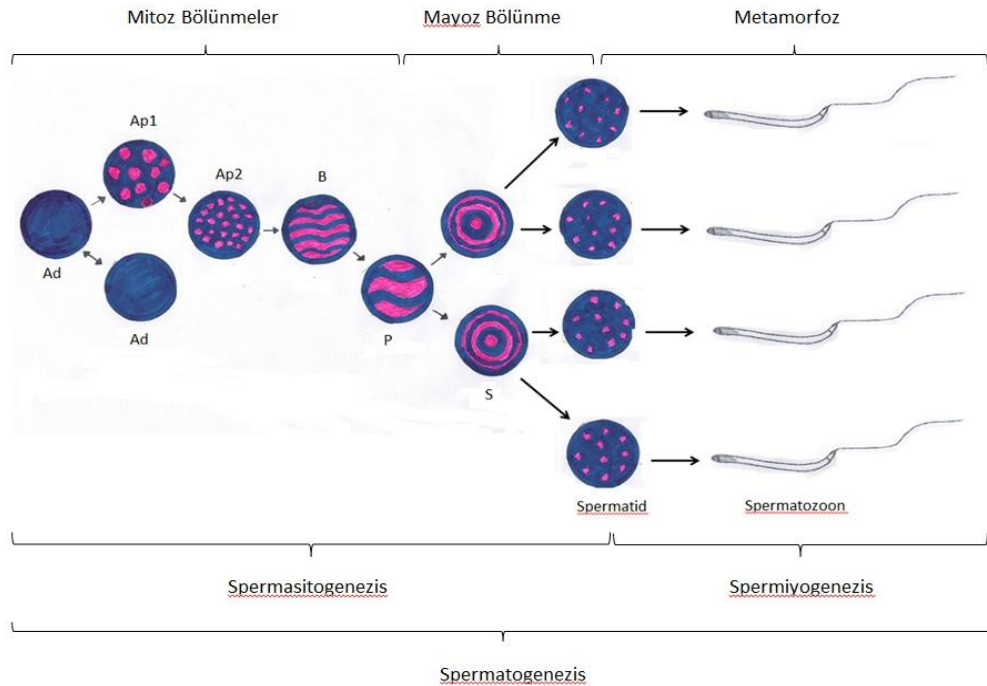 Mitoz Bölünmeler
Mayoz Bölünme
Metamorfoz
Ap1
Ap2
B
Ad
Ad
P
S
Spermatid
Spermatozoon
Spermasitogenezis
Spermiyogenezis
Spermatogenezis